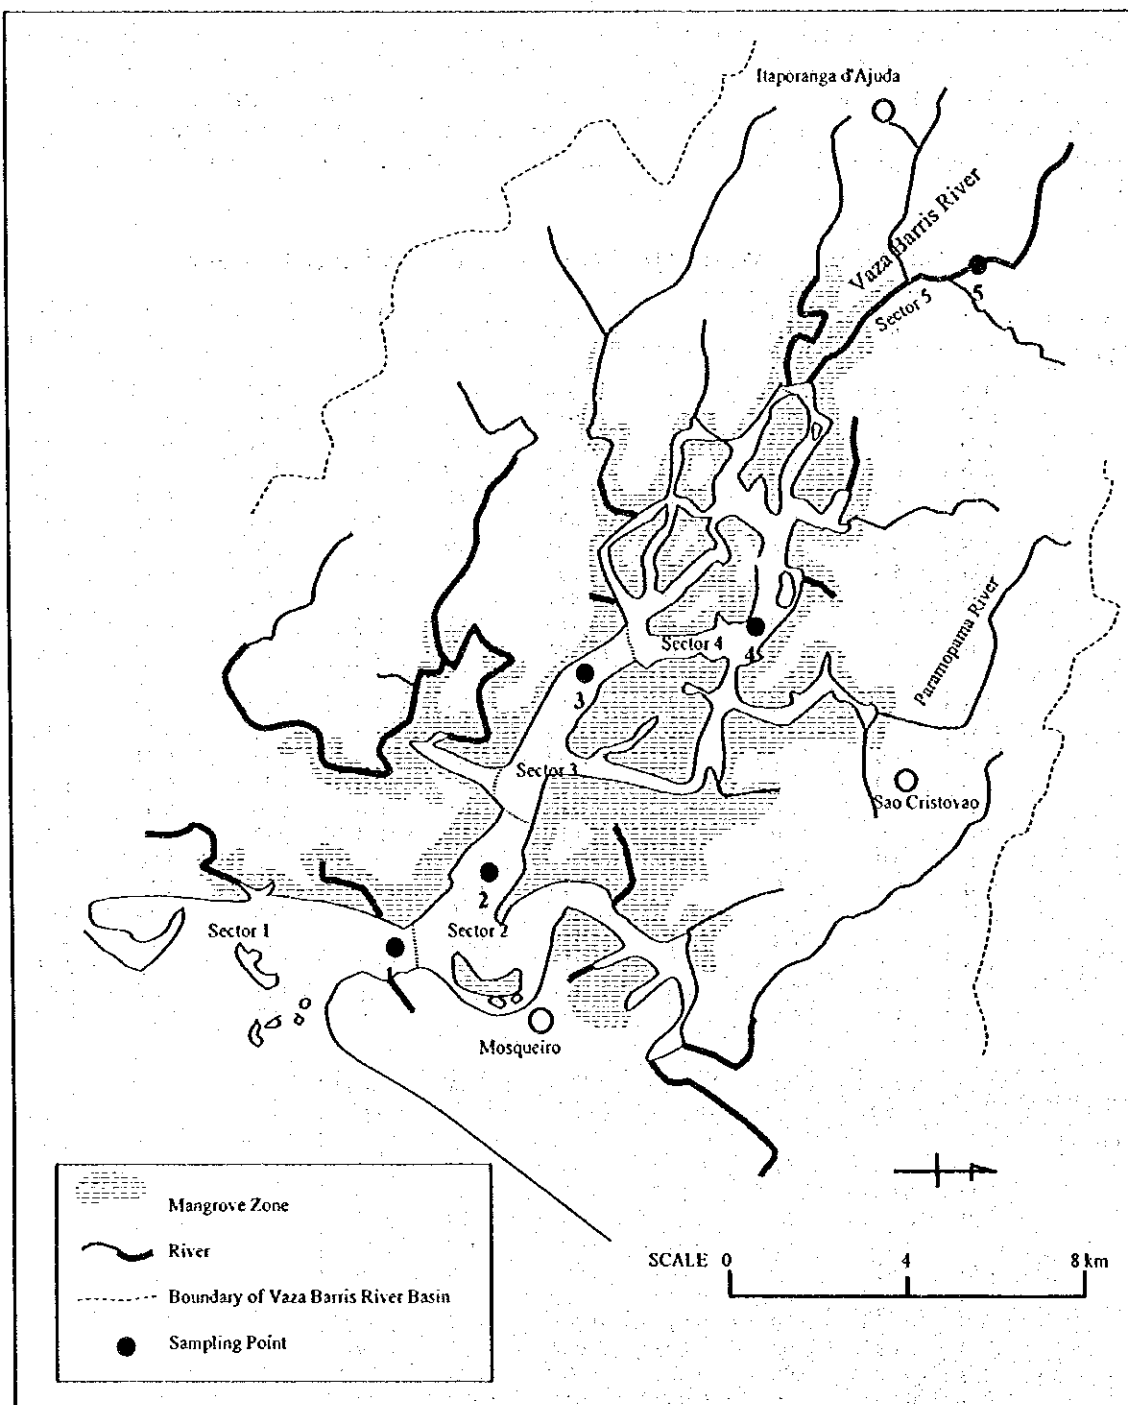 Itaporanga d'Ajuda
Vaza Barris River
5
Sector 5
Paramopama River
Sector 4
4
3
Sector 3
Sao Cristovao
2
Sector 1
Sector 2
Mosqueiro
Mangrove Zone
River
Boundary of Vaza Barris River Basin
Sampling Point
SCALE 0 4 8 km